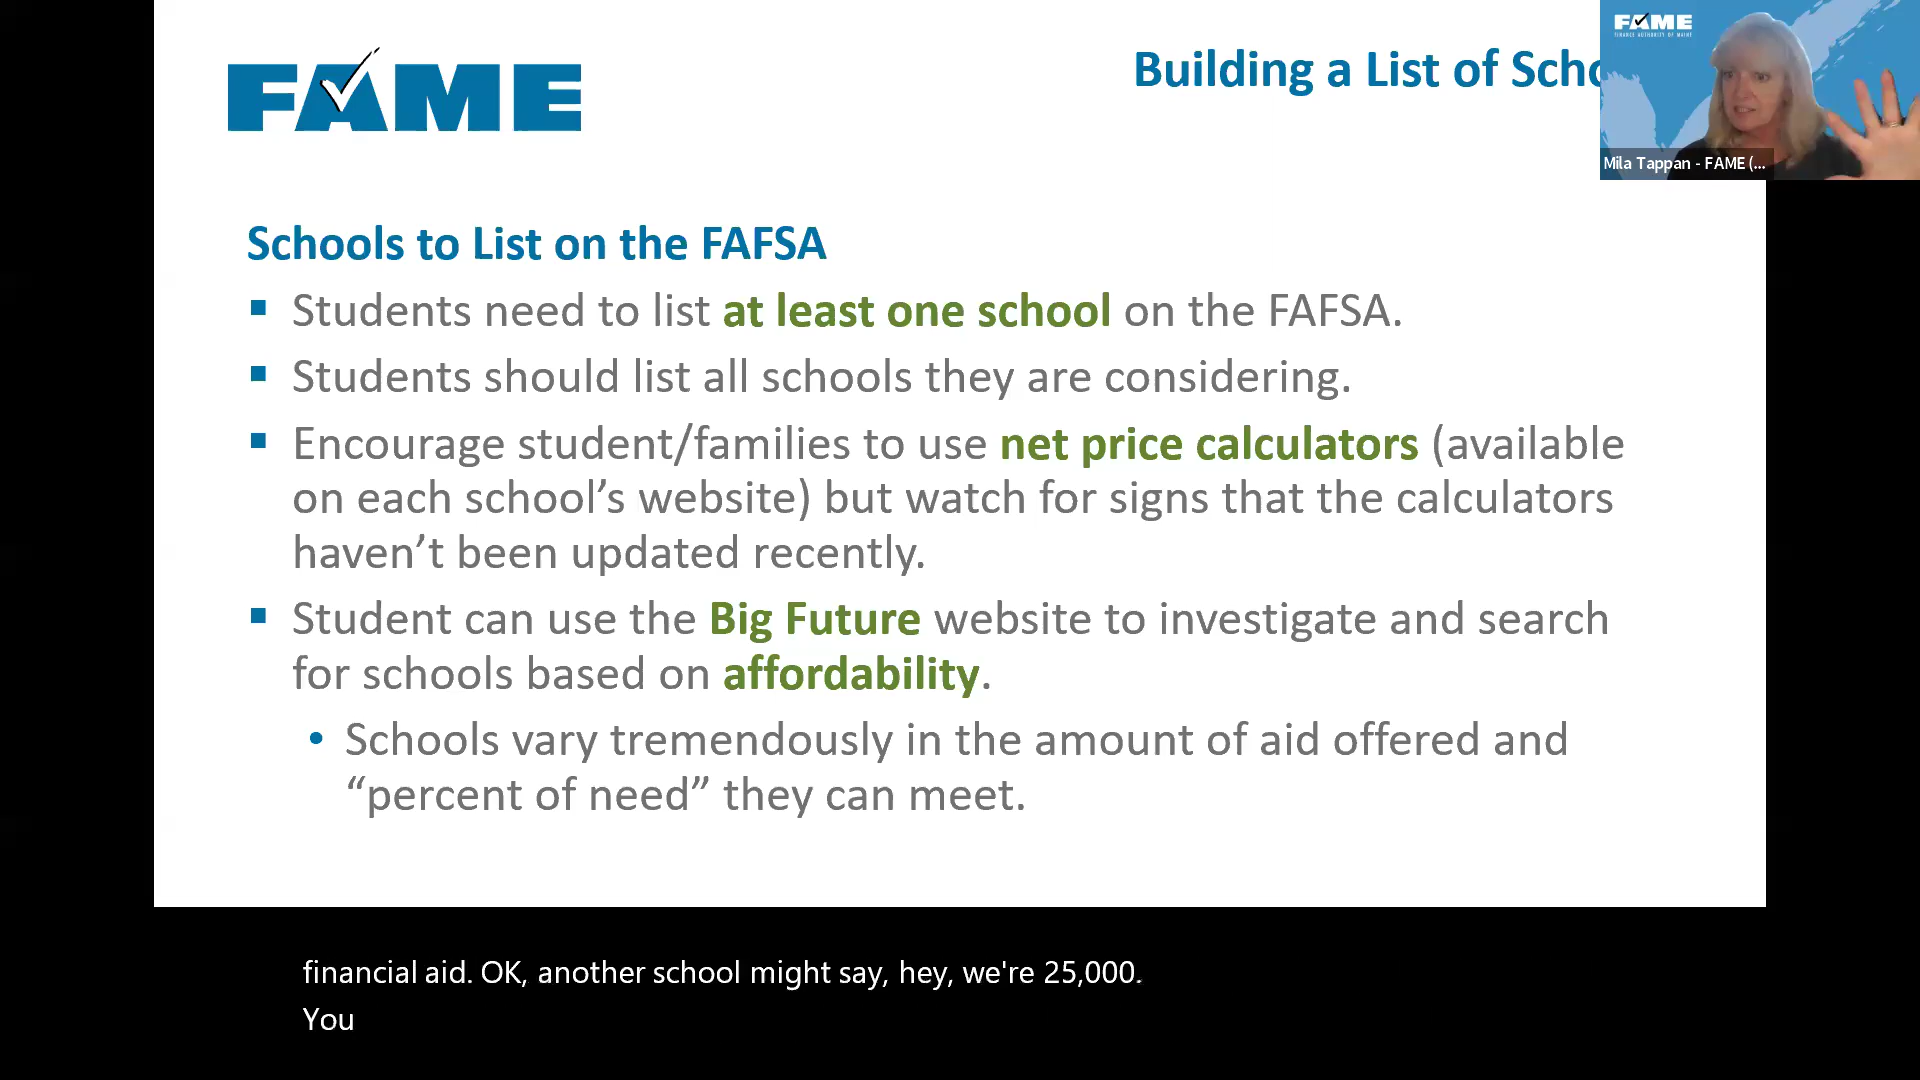 FAME
Building a List of Scho
FAME
FINANCE AUTHORITY OF MAINE
Mila Tappan - FAME (...
Schools to List on the FAFSA
▪ Students need to list at least one school on the FAFSA.
▪ Students should list all schools they are considering.
▪ Encourage student/families to use net price calculators (available
on each school’s website) but watch for signs that the calculators
haven’t been updated recently.
▪ Student can use the Big Future website to investigate and search
for schools based on affordability.
• Schools vary tremendously in the amount of aid offered and
“percent of need” they can meet.
financial aid. OK, another school might say, hey, we're 25,000.
You